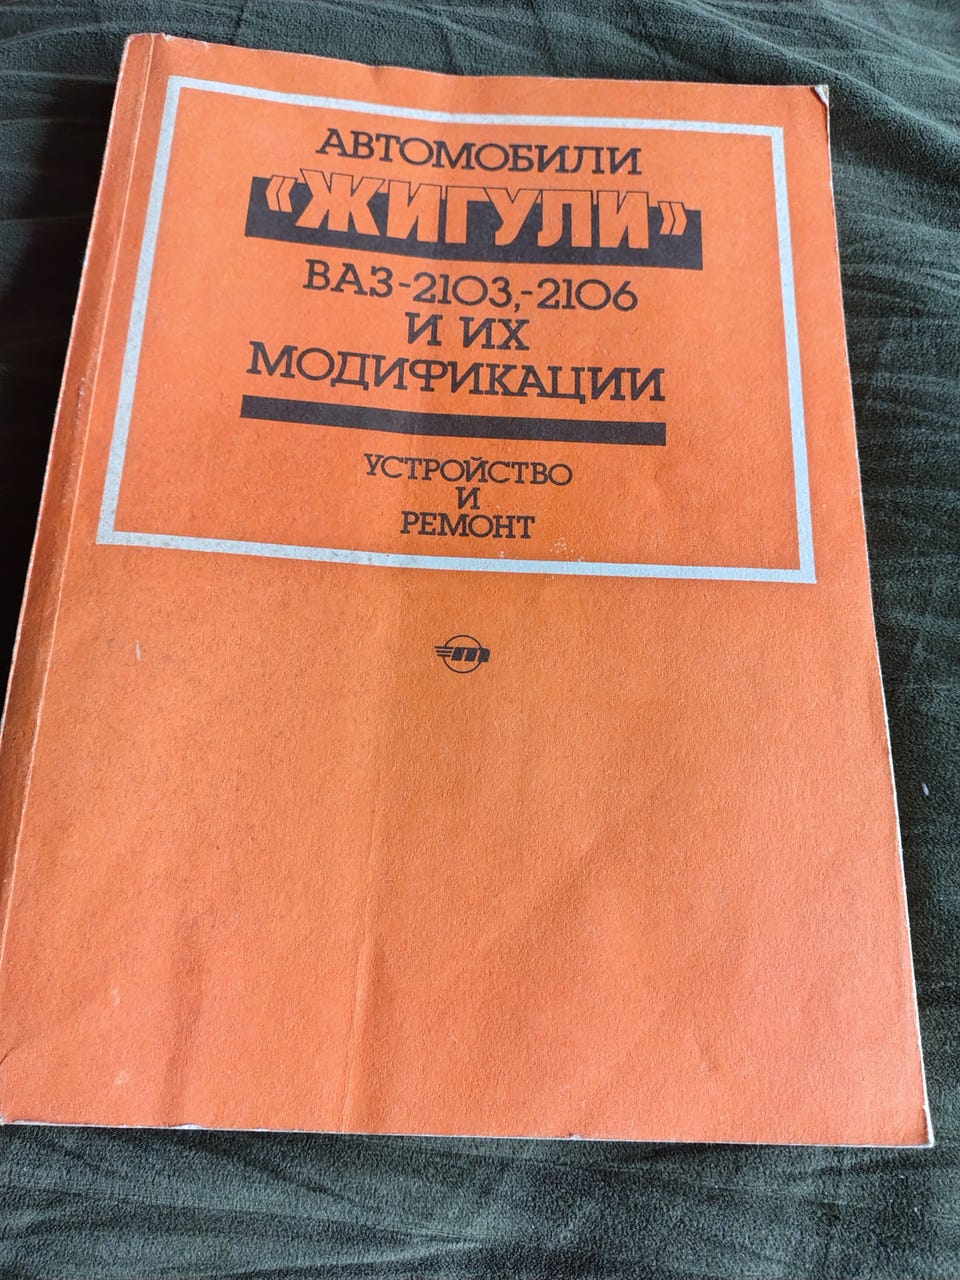 АВТОМОБИЛИ
«ЖИГУЛИ»
ВАЗ-2103,-2106
И ИХ
МОДИФИКАЦИИ
УСТРОЙСТВО
И
РЕМОНТ